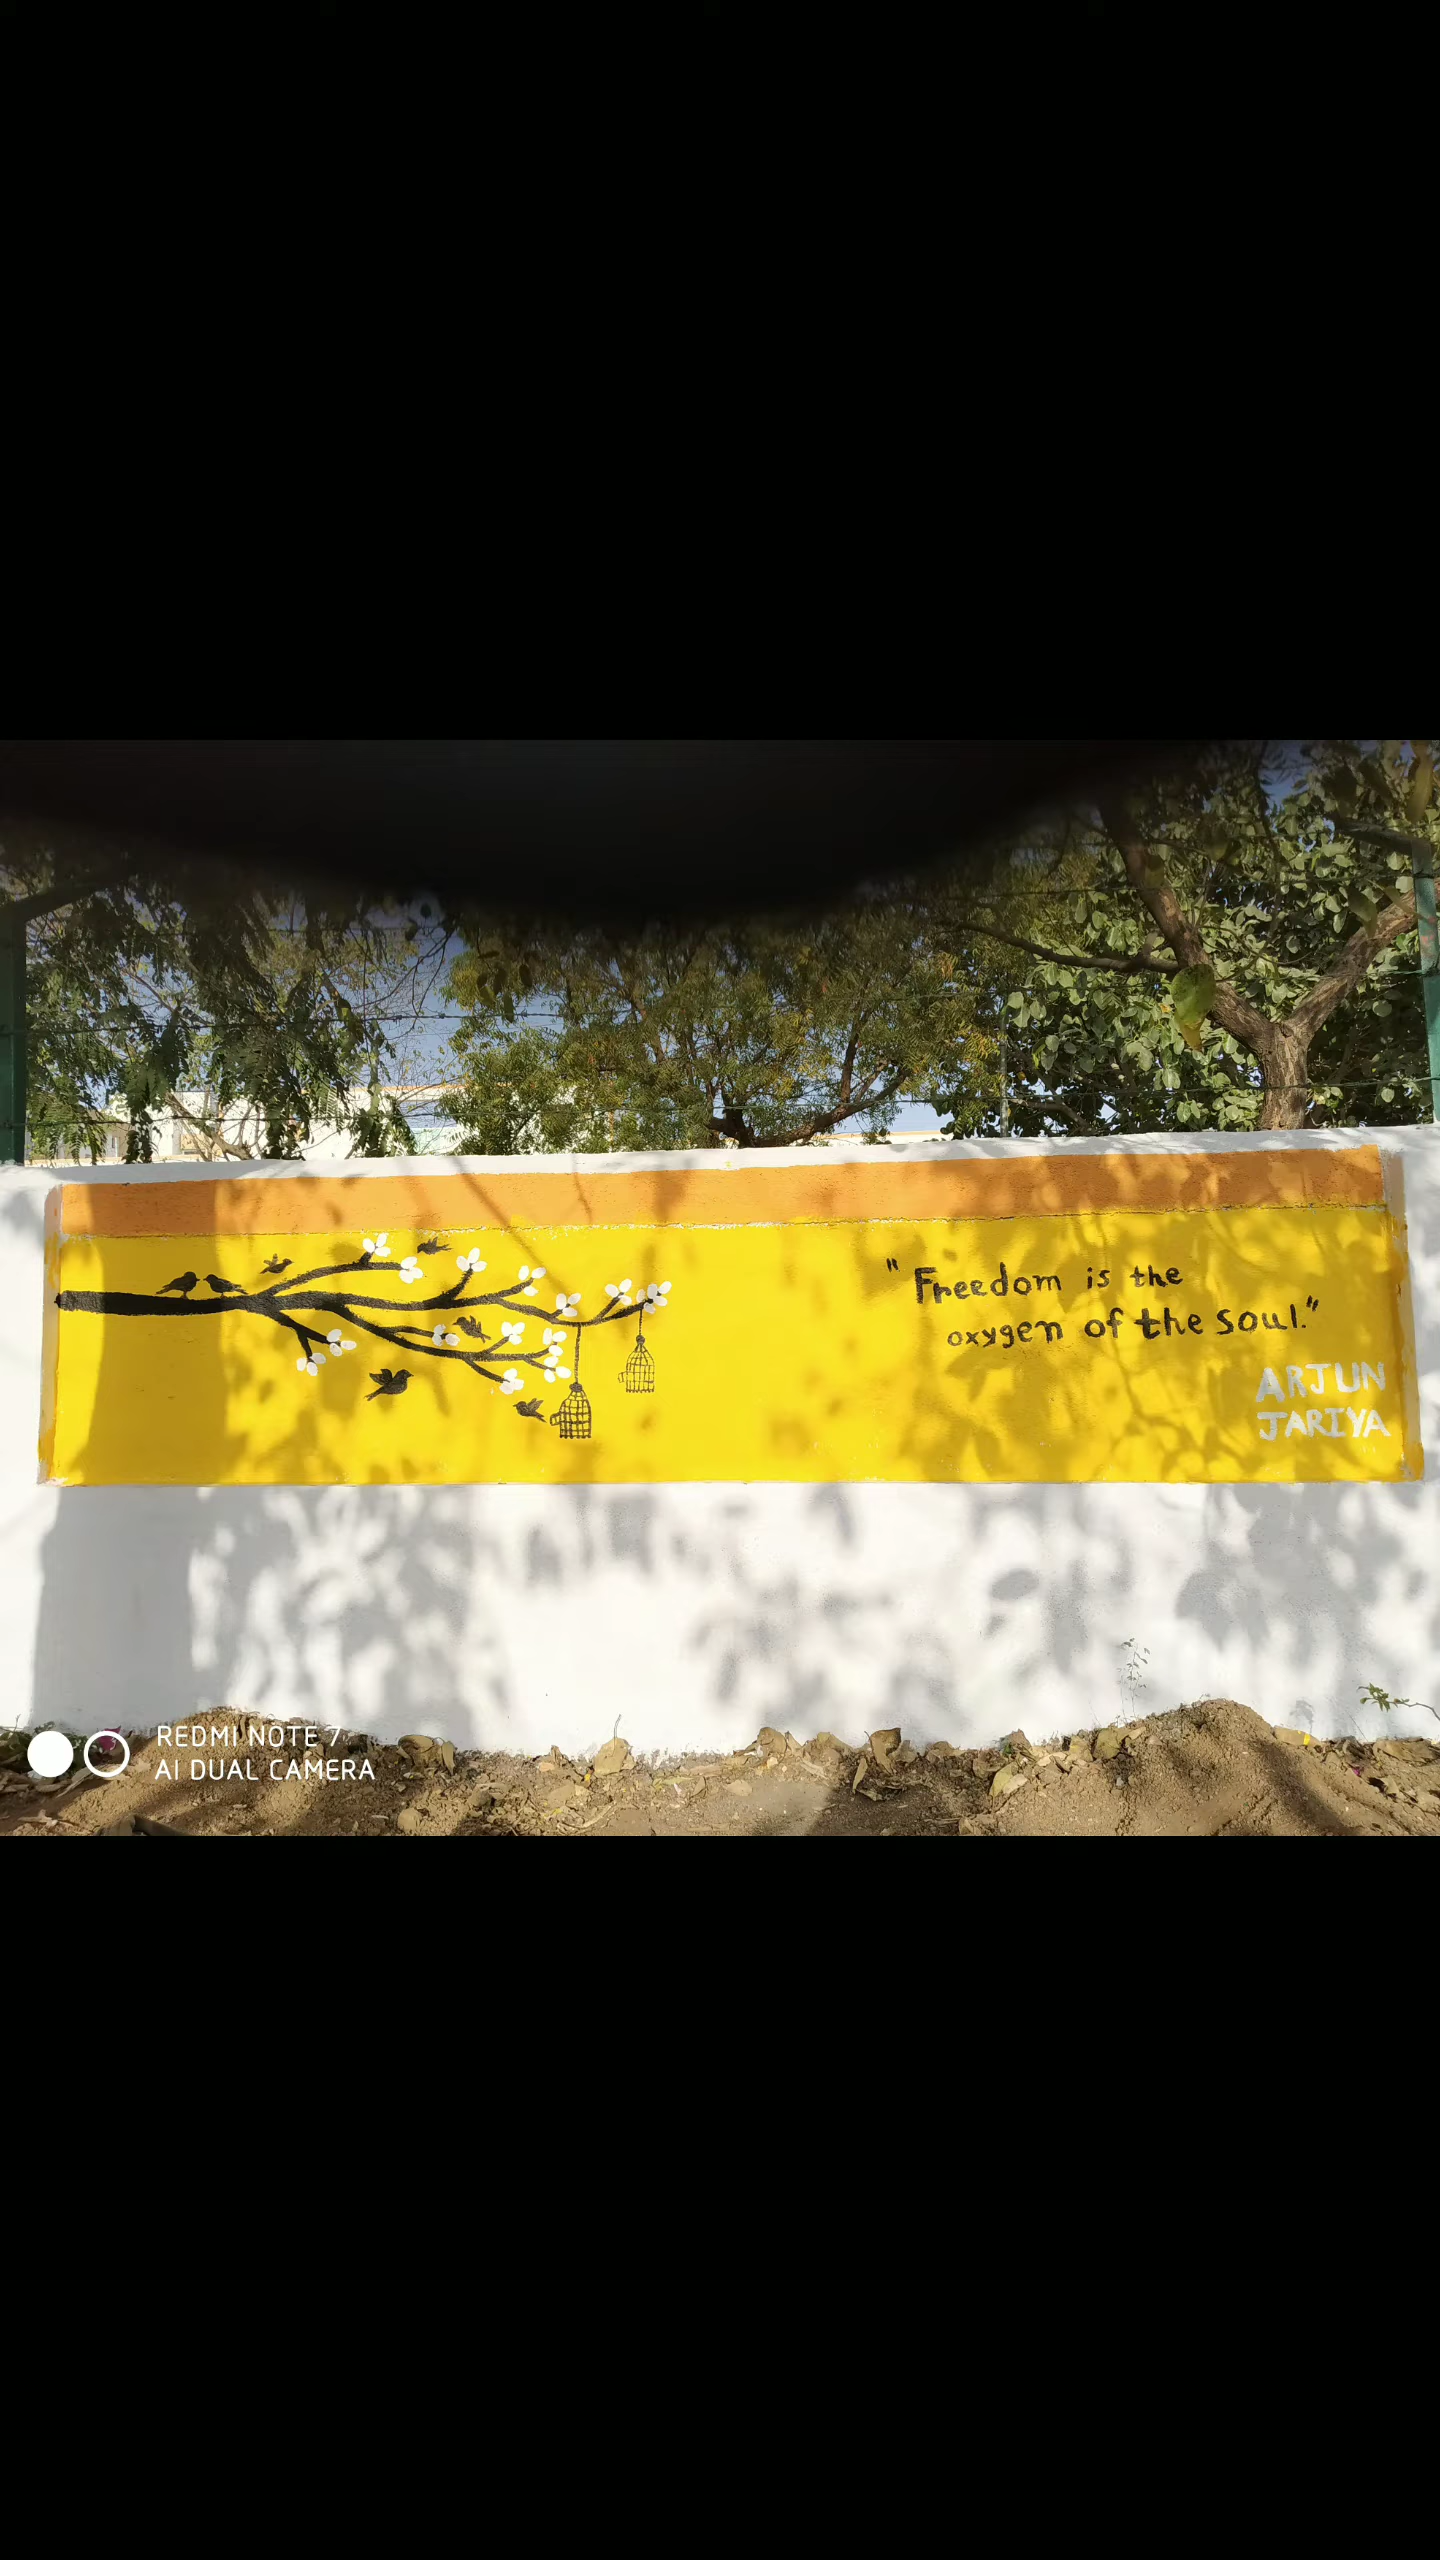 "Freedom is the
oxygen of the soul."
ARJUN
JARIYA
REDMI NOTE 7
AI DUAL CAMERA